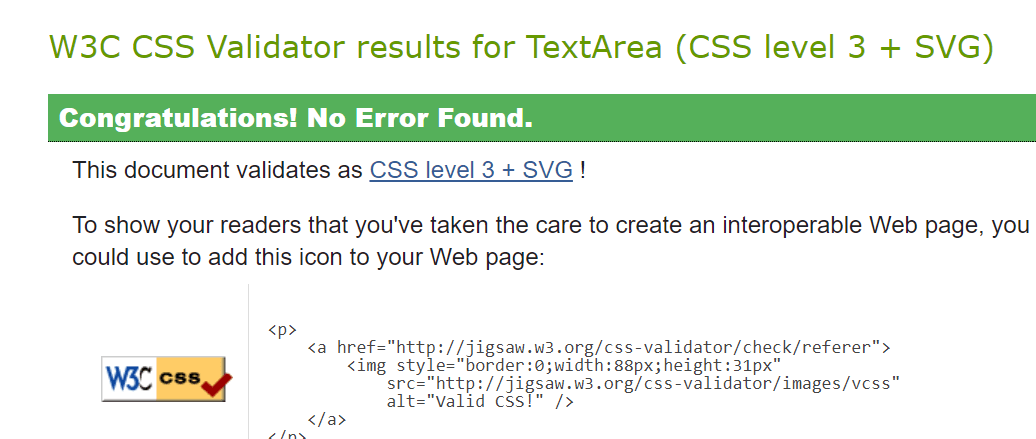 W3C CSS Validator results for TextArea (CSS level 3 + SVG)
Congratulations! No Error Found.
This document validates as CSS level 3 + SVG !
To show your readers that you've taken the care to create an interoperable Web page, you
could use to add this icon to your Web page:
W3C css
<p>
<a href="http://jigsaw.w3.org/css-validator/check/referer">
<img style="border:0;width:88px;height:31px"
src="http://jigsaw.w3.org/css-validator/images/vcss"
alt="Valid CSS!" />
</a>
</p>